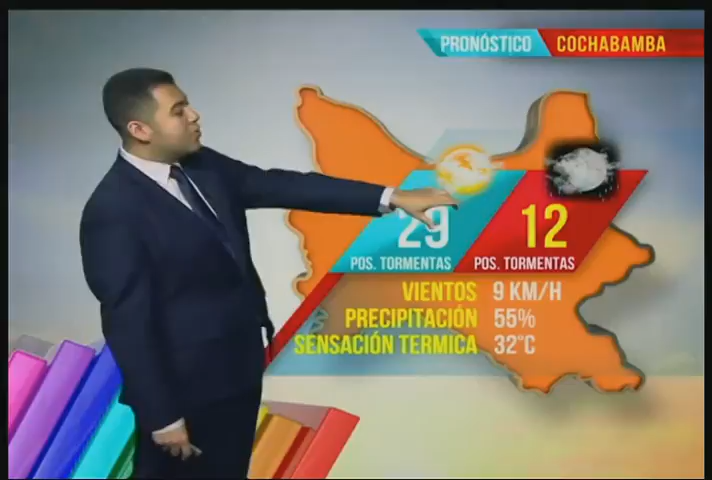 PRONÓSTICO COCHABAMBA
29 12
POS. TORMENTAS POS. TORMENTAS
VIENTOS 9 KM/H
PRECIPITACIÓN 55%
SENSACIÓN TERMICA 32°C